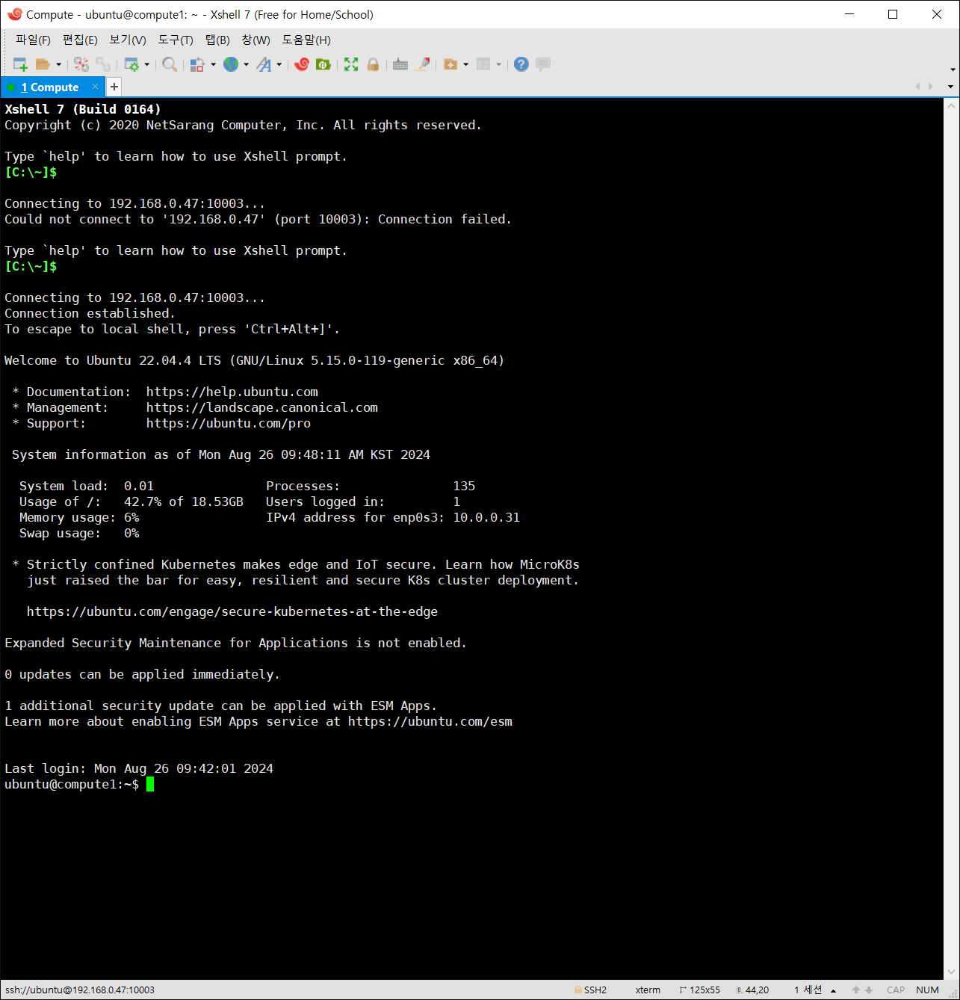 Compute - ubuntu@compute1: ~ - Xshell 7 (Free for Home/School)
파일(F) 편집(E) 보기(V) 도구(T) 탭(B) 창(W) 도움말(H)
1 Compute
Xshell 7 (Build 0164)
Copyright (c) 2020 NetSarang Computer, Inc. All rights reserved.
Type `help' to learn how to use Xshell prompt.
[C:\~]$
Connecting to 192.168.0.47:10003...
Could not connect to '192.168.0.47' (port 10003): Connection failed.
Type `help' to learn how to use Xshell prompt.
[C:\~]$
Connecting to 192.168.0.47:10003...
Connection established.
To escape to local shell, press 'Ctrl+Alt+]'.
Welcome to Ubuntu 22.04.4 LTS (GNU/Linux 5.15.0-119-generic x86_64)
* Documentation:  https://help.ubuntu.com
* Management:     https://landscape.canonical.com
* Support:        https://ubuntu.com/pro
System information as of Mon Aug 26 09:48:11 AM KST 2024
System load:  0.01               Processes:               135
Usage of /:   42.7% of 18.53GB   Users logged in:         1
Memory usage: 6%                 IPv4 address for enp0s3: 10.0.0.31
Swap usage:   0%
* Strictly confined Kubernetes makes edge and IoT secure. Learn how MicroK8s
just raised the bar for easy, resilient and secure K8s cluster deployment.
https://ubuntu.com/engage/secure-kubernetes-at-the-edge
Expanded Security Maintenance for Applications is not enabled.
0 updates can be applied immediately.
1 additional security update can be applied with ESM Apps.
Learn more about enabling ESM Apps service at https://ubuntu.com/esm
Last login: Mon Aug 26 09:42:01 2024
ubuntu@compute1:~$
ssh://ubuntu@192.168.0.47:10003 SSH2 xterm 125x55 44,20 1 세션 CAP NUM